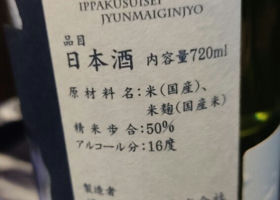 IPPAKUSUISEI
JYUNMAIGINJYO
品目
日本酒 内容量720ml
原材料名:米(国産)、
米麹(国産米)
精米歩合:50%
アルコール分:16度
製造者